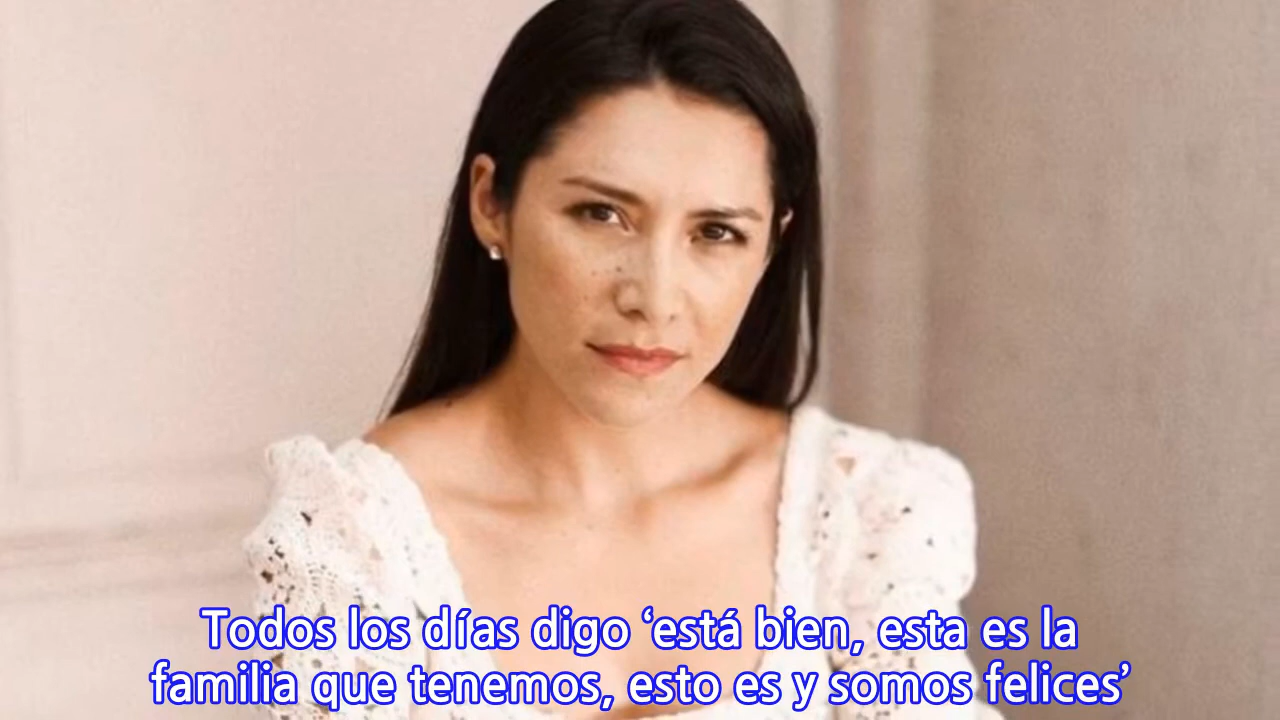 Todos los días digo ‘está bien, esta es la
familia que tenemos, esto es y somos felices’